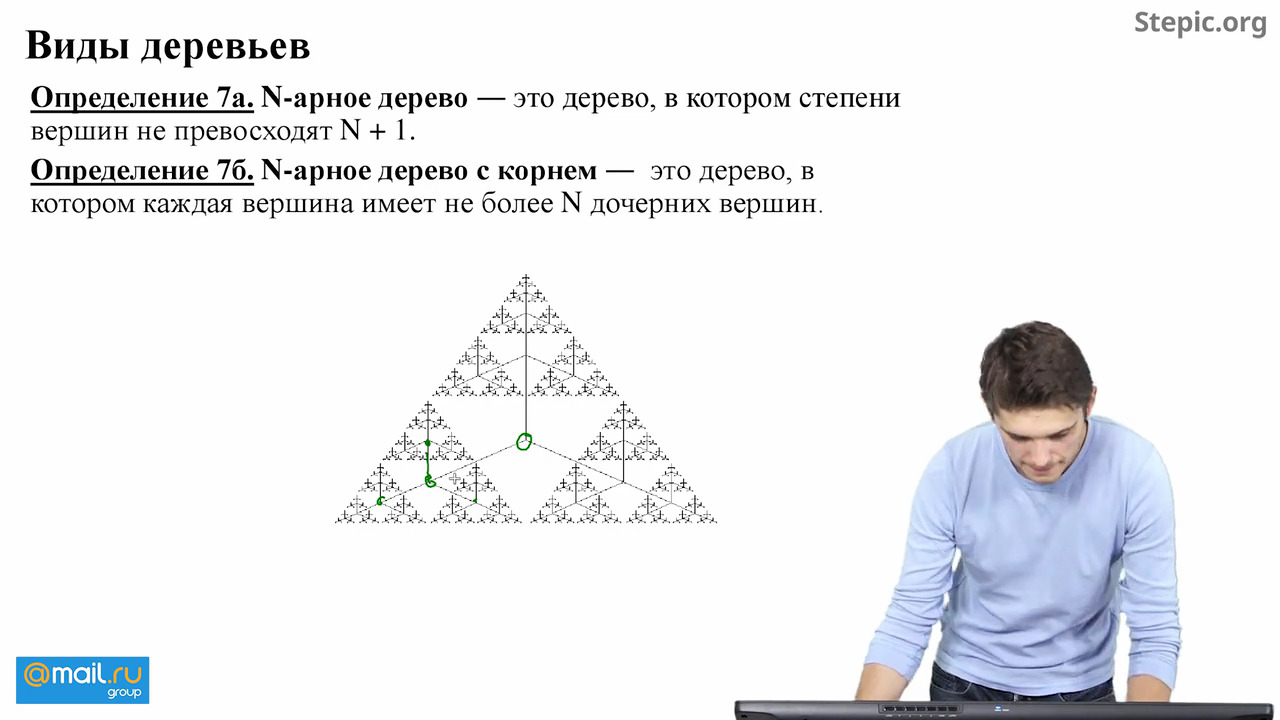 Stepic.org
Виды деревьев
Определение 7а. N-арное дерево — это дерево, в котором степени
вершин не превосходят N + 1.
Определение 7б. N-арное дерево с корнем — это дерево, в
котором каждая вершина имеет не более N дочерних вершин.
@mail.ru
group